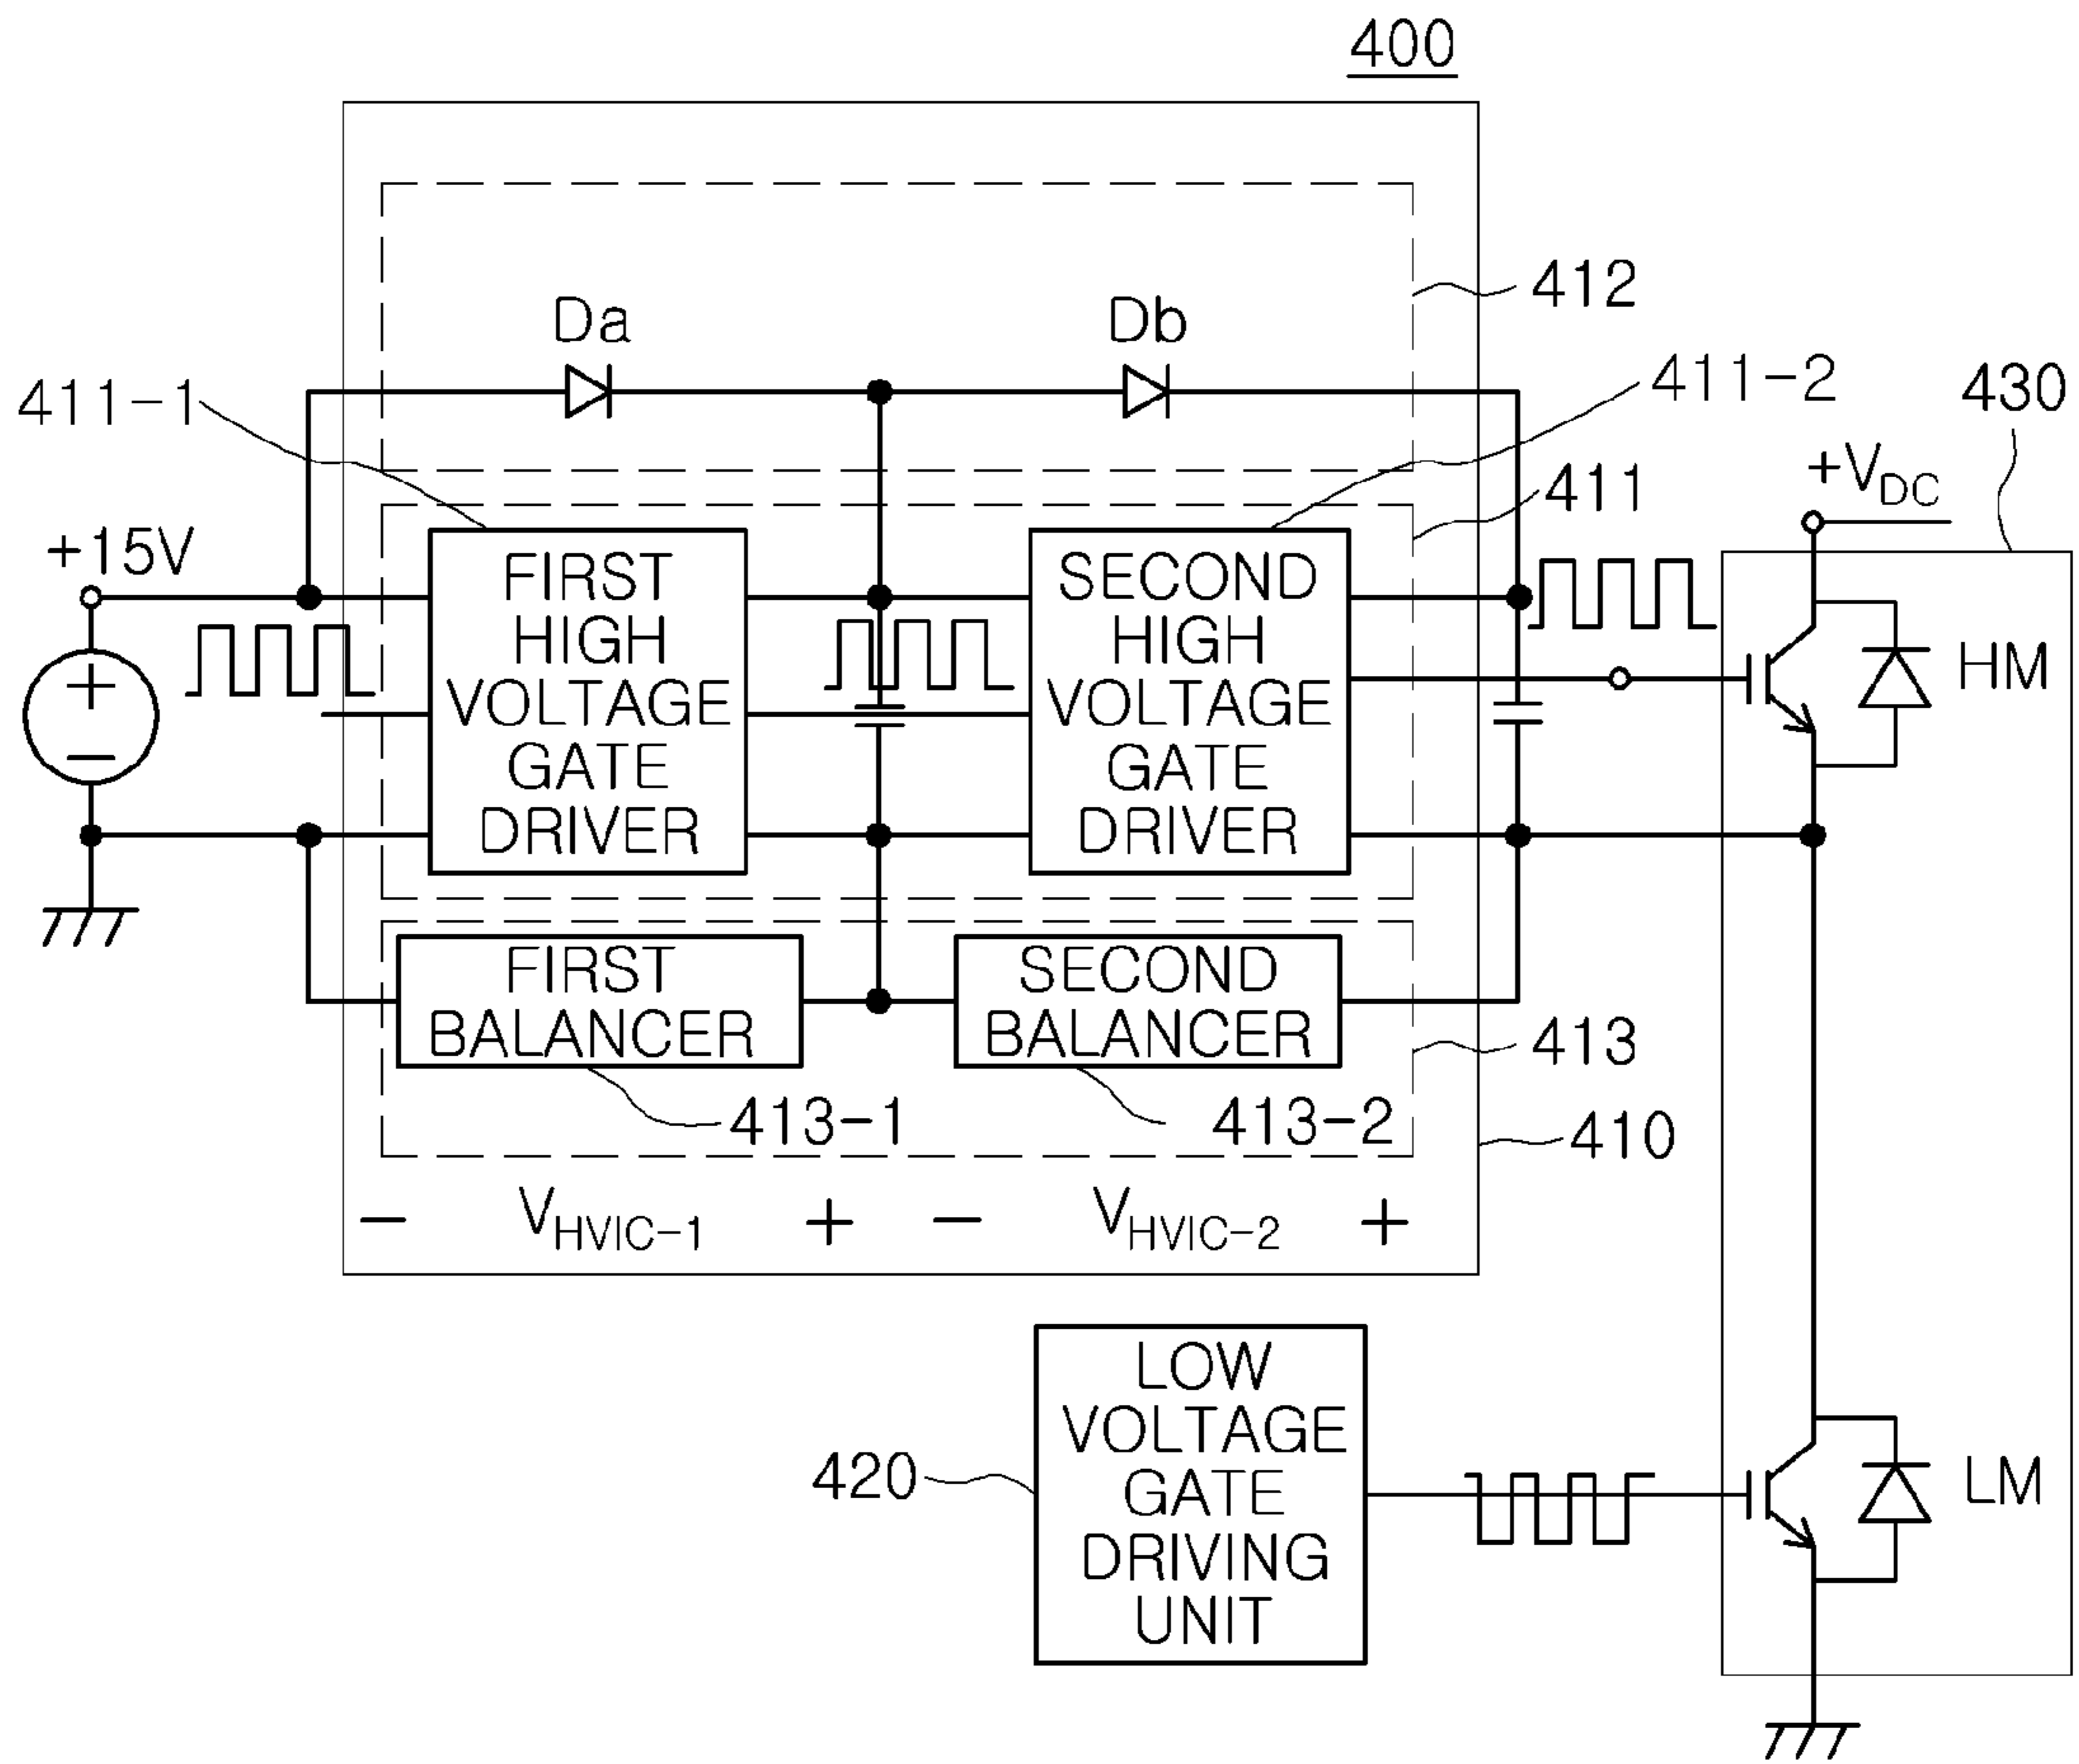 400
412
Da
Db
411-1
411-2
430
+VDC
411
+15V
FIRST
HIGH
VOLTAGE
GATE
DRIVER
SECOND
HIGH
VOLTAGE
GATE
DRIVER
HM
FIRST
BALANCER
SECOND
BALANCER
413
413-1
413-2
410
− VHVIC-1 +
− VHVIC-2 +
LOW
VOLTAGE
GATE
DRIVING
UNIT
420
LM